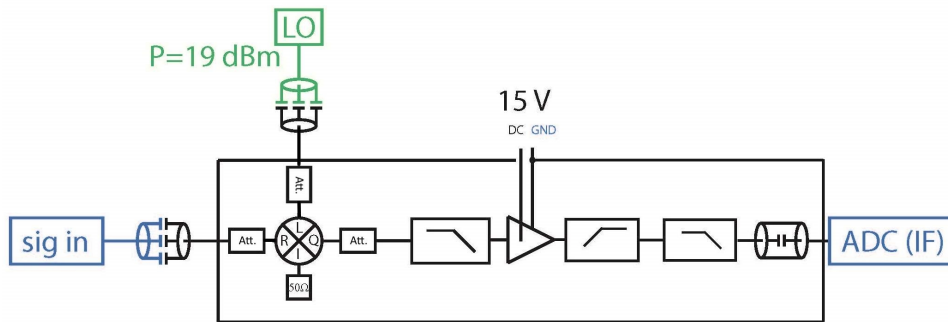 LO
P=19 dBm
15 V
DC GND
Att.
sig in
Att.
L
R Q
I
Att.
ADC (IF)
50Ω